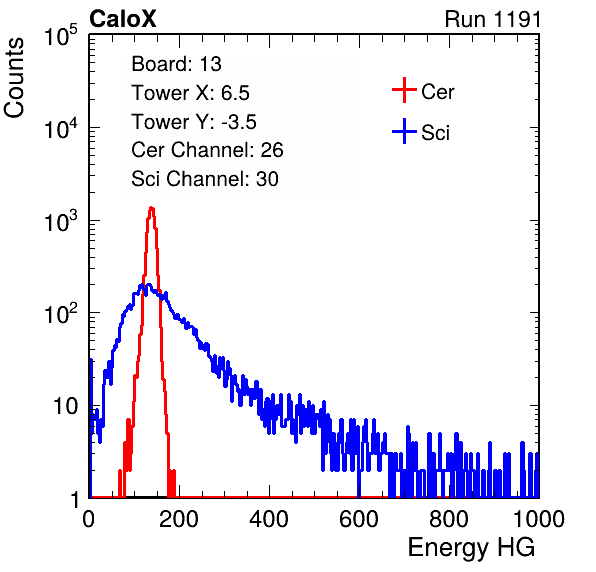 CaloX Run 1191
10^5
Counts
Board: 13
Tower X: 6.5
Tower Y: -3.5
Cer Channel: 26
Sci Channel: 30
Cer
Sci
10^4
10^3
10^2
10
1
0 200 400 600 800 1000
Energy HG